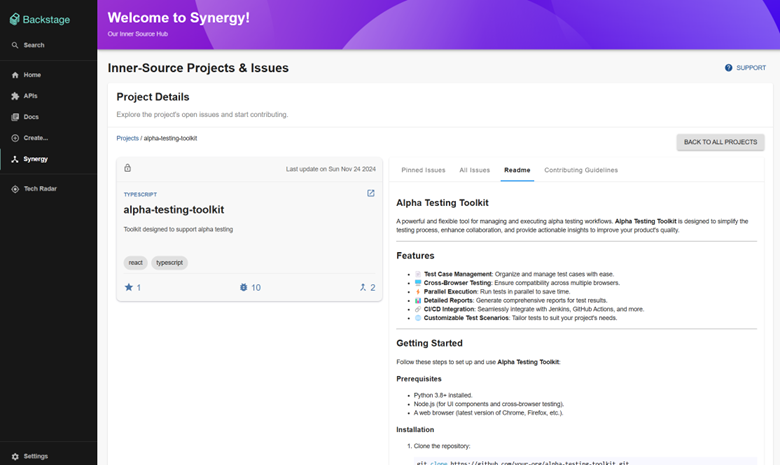 Backstage
Search
Home
APIs
Docs
Create...
Synergy
Tech Radar
Settings
Welcome to Synergy!
Our Inner Source Hub
Inner-Source Projects & Issues
SUPPORT
Project Details
Explore the project's open issues and start contributing.
Projects / alpha-testing-toolkit
BACK TO ALL PROJECTS
Last update on Sun Nov 24 2024
TYPESCRIPT
alpha-testing-toolkit
Toolkit designed to support alpha testing
react typescript
1 10 2
Pinned Issues All Issues Readme Contributing Guidelines
Alpha Testing Toolkit
A powerful and flexible tool for managing and executing alpha testing workflows. Alpha Testing Toolkit is designed to simplify the
testing process, enhance collaboration, and provide actionable insights to improve your product's quality.
Features
Test Case Management: Organize and manage test cases with ease.
Cross-Browser Testing: Ensure compatibility across multiple browsers.
Parallel Execution: Run tests in parallel to save time.
Detailed Reports: Generate comprehensive reports for test results.
CI/CD Integration: Seamlessly integrate with Jenkins, GitHub Actions, and more.
Customizable Test Scenarios: Tailor tests to suit your project's needs.
Getting Started
Follow these steps to set up and use Alpha Testing Toolkit:
Prerequisites
Python 3.8+ installed.
Node.js (for UI components and cross-browser testing).
A web browser (latest version of Chrome, Firefox, etc.).
Installation
1. Clone the repository:
git clone https://github.com/your-org/alpha-testing-toolkit.git